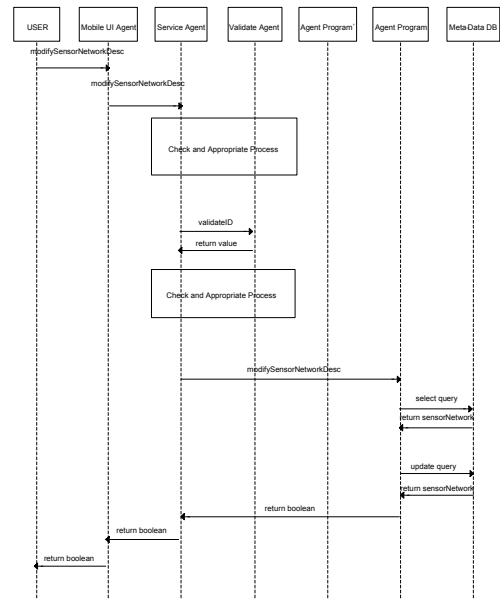 USER
Mobile UI Agent
Service Agent
Validate Agent
Agent Program`
Agent Program
Meta-Data DB
modifySensorNetworkDesc
modifySensorNetworkDesc
Check and Appropriate Process
validateID
return value
Check and Appropriate Process
modifySensorNetworkDesc
select query
return sensorNetwork
update query
return sensorNetwork
return boolean
return boolean
return boolean